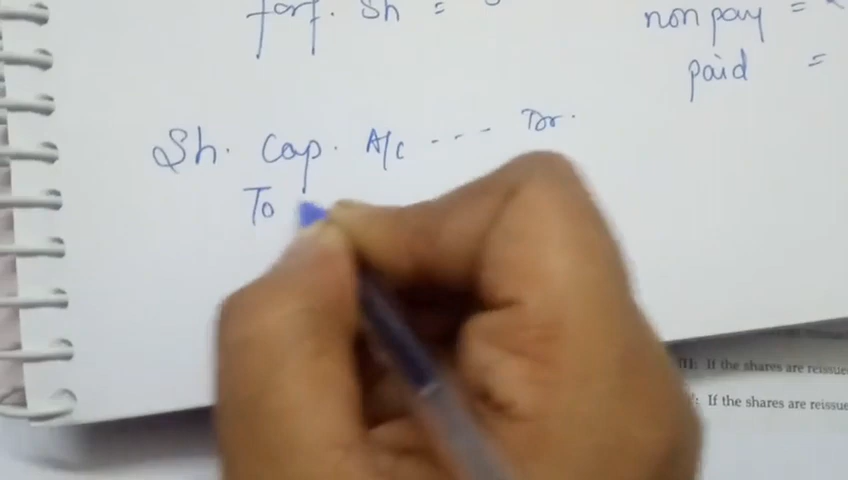 forf. Sh =
non pay =
paid =
Sh. Cap. A/c --- Dr.
To
III: If the shares are reissue
: If the shares are reissue